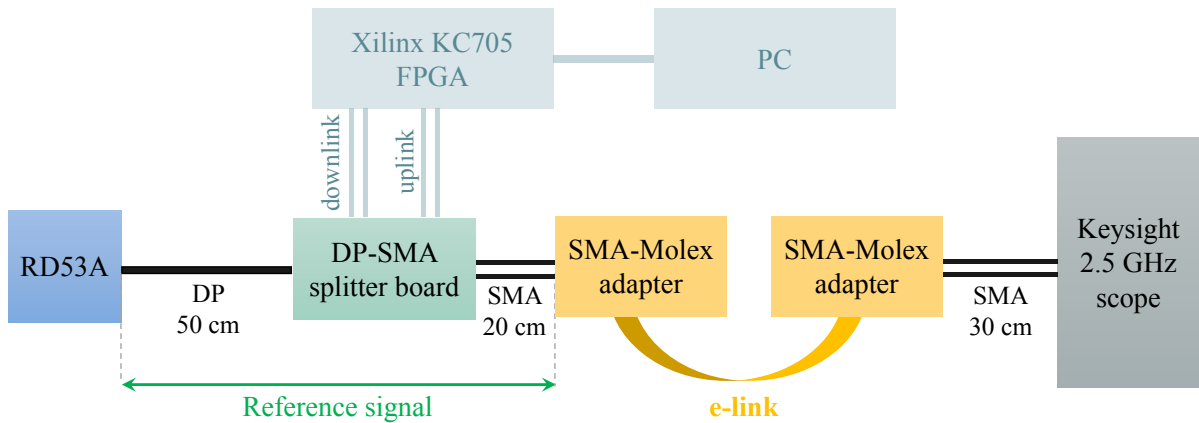 Xilinx KC705
FPGA
PC
downlink
uplink
RD53A
DP
50 cm
DP-SMA
splitter board
SMA
20 cm
SMA-Molex
adapter
SMA-Molex
adapter
SMA
30 cm
Keysight
2.5 GHz
scope
Reference signal
e-link